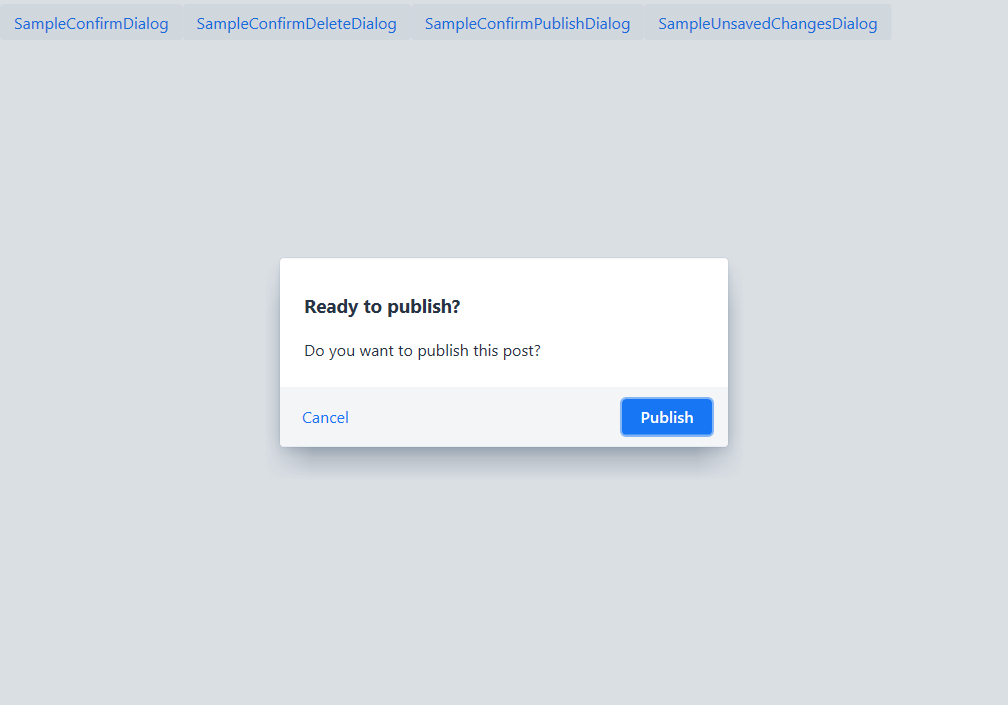 SampleConfirmDialog SampleConfirmDeleteDialog SampleConfirmPublishDialog SampleUnsavedChangesDialog
Ready to publish?
Do you want to publish this post?
Cancel Publish